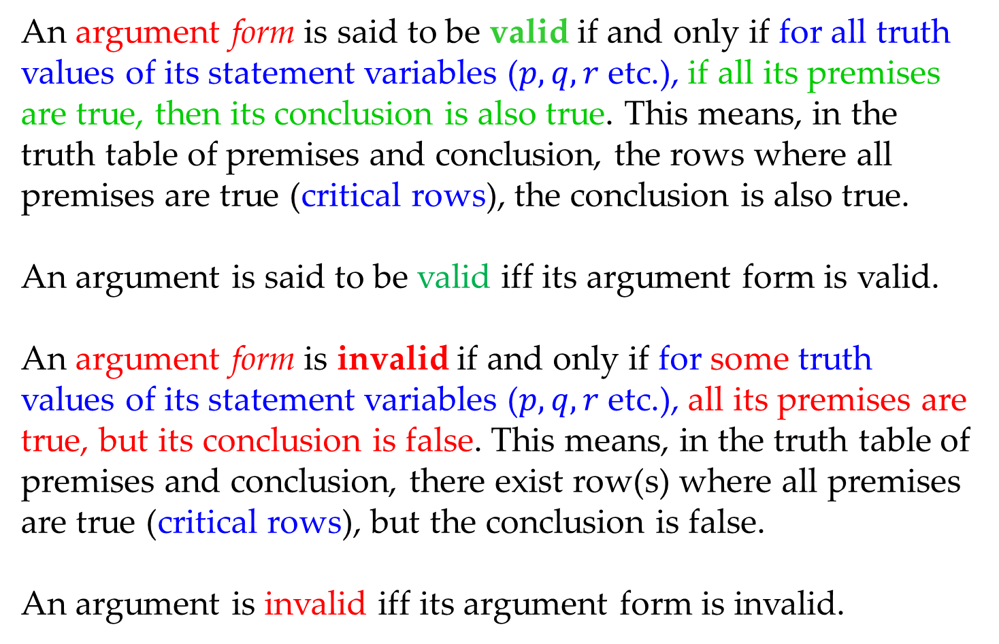 An argument form is said to be valid if and only if for all truth
values of its statement variables (p, q, r etc.), if all its premises
are true, then its conclusion is also true. This means, in the
truth table of premises and conclusion, the rows where all
premises are true (critical rows), the conclusion is also true.
An argument is said to be valid iff its argument form is valid.
An argument form is invalid if and only if for some truth
values of its statement variables (p, q, r etc.), all its premises are
true, but its conclusion is false. This means, in the truth table of
premises and conclusion, there exist row(s) where all premises
are true (critical rows), but the conclusion is false.
An argument is invalid iff its argument form is invalid.